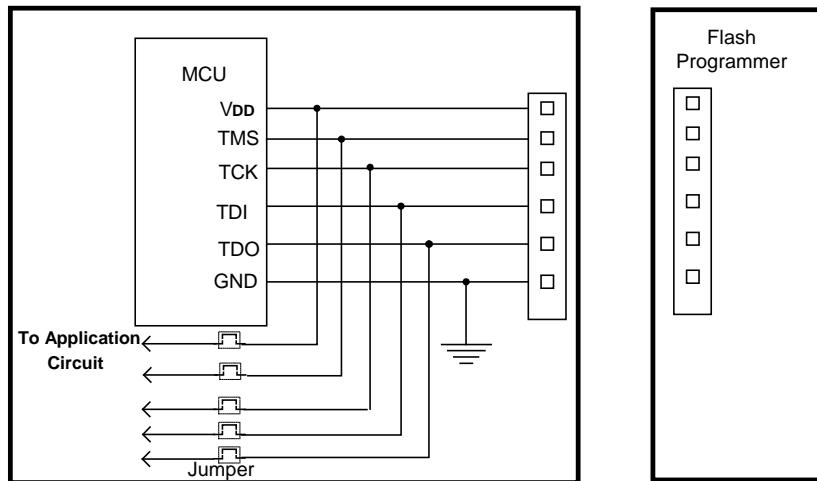 MCU
VDD
TMS
TCK
TDI
TDO
GND
To Application
Circuit
Jumper
Flash
Programmer